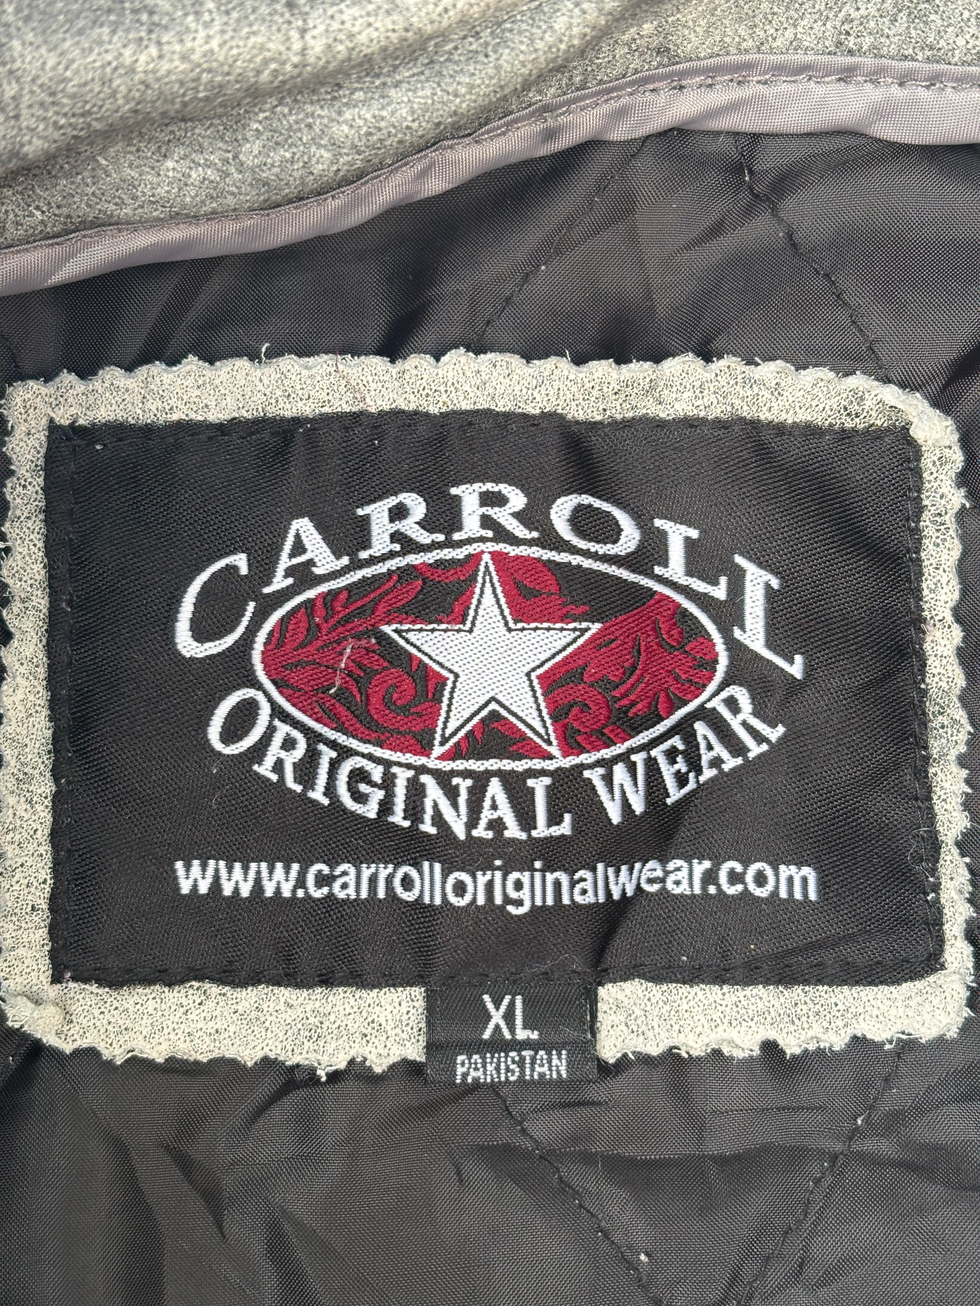 CARROLL
ORIGINAL WEAR
www.carrolloriginalwear.com
XL
PAKISTAN